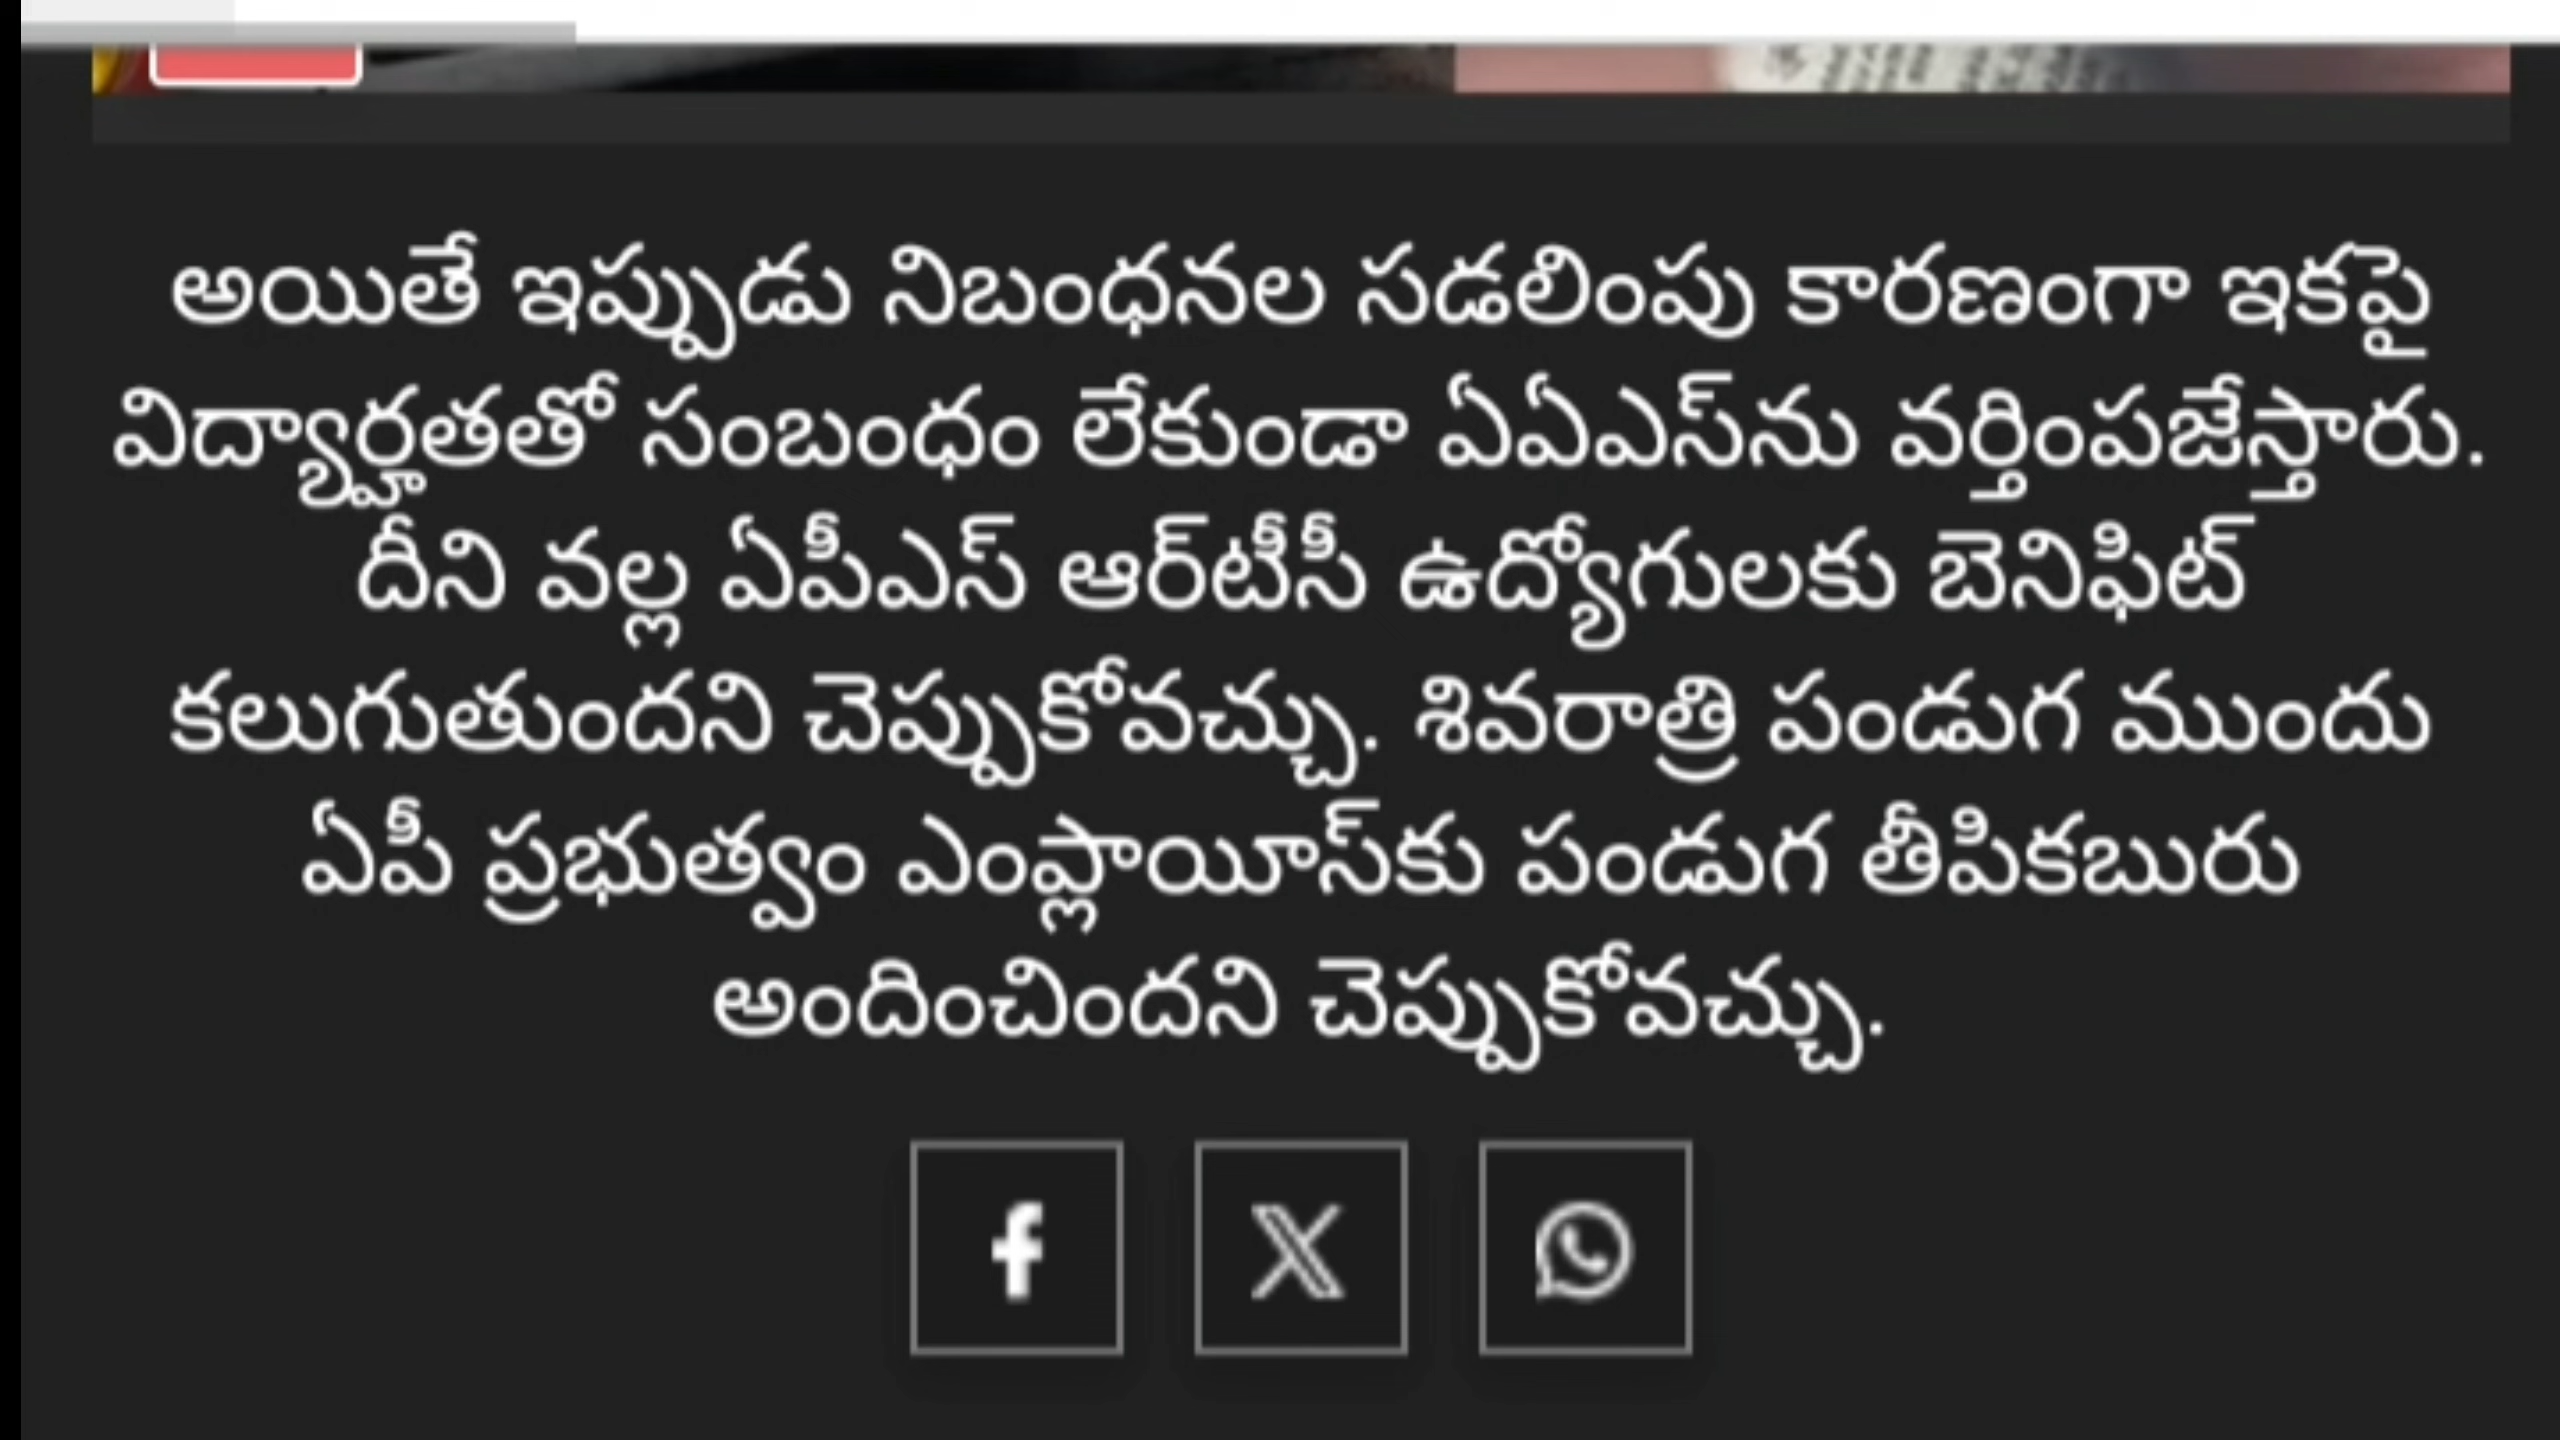 అయితే ఇప్పుడు నిబంధనల సడలింపు కారణంగా ఇకపై
విద్యార్హతతో సంబంధం లేకుండా ఏఏఎస్‌ను వర్తింపజేస్తారు.
దీని వల్ల ఏపీఎస్ ఆర్‌టీసీ ఉద్యోగులకు బెనిఫిట్
కలుగుతుందని చెప్పుకోవచ్చు. శివరాత్రి పండుగ ముందు
ఏపీ ప్రభుత్వం ఎంప్లాయీస్‌కు పండుగ తీపికబురు
అందించిందని చెప్పుకోవచ్చు.